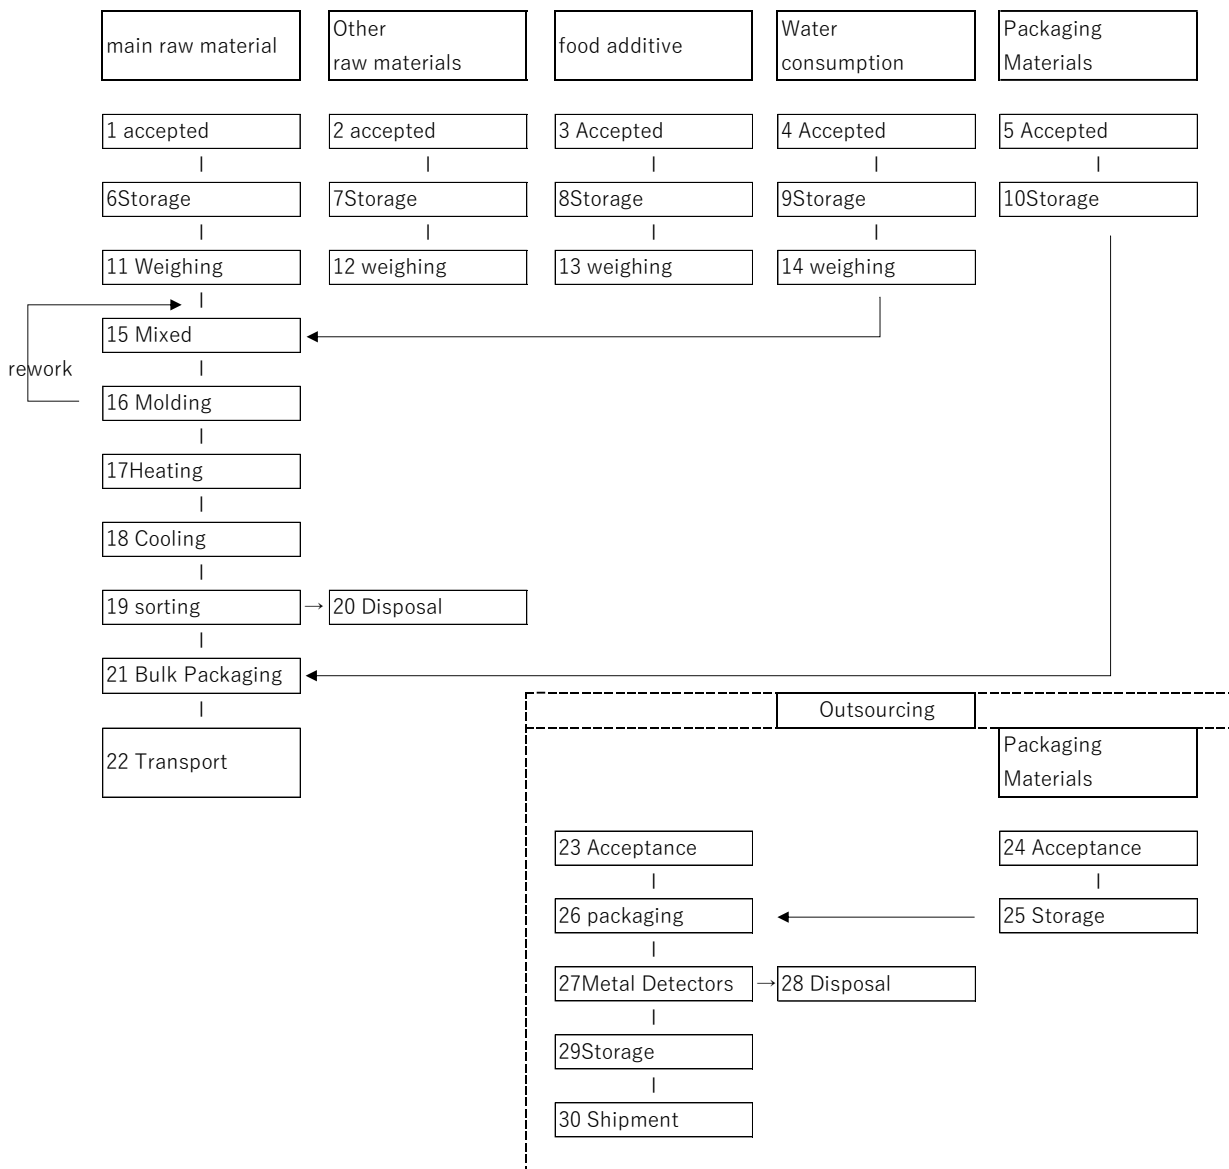 main raw material
Other
raw materials
food additive
Water
consumption
Packaging
Materials
1 accepted
2 accepted
3 Accepted
4 Accepted
5 Accepted
6Storage
7Storage
8Storage
9Storage
10Storage
11 Weighing
12 weighing
13 weighing
14 weighing
15 Mixed
rework
16 Molding
17Heating
18 Cooling
19 sorting
→
20 Disposal
21 Bulk Packaging
Outsourcing
22 Transport
Packaging
Materials
23 Acceptance
24 Acceptance
26 packaging
25 Storage
27Metal Detectors
→
28 Disposal
29Storage
30 Shipment